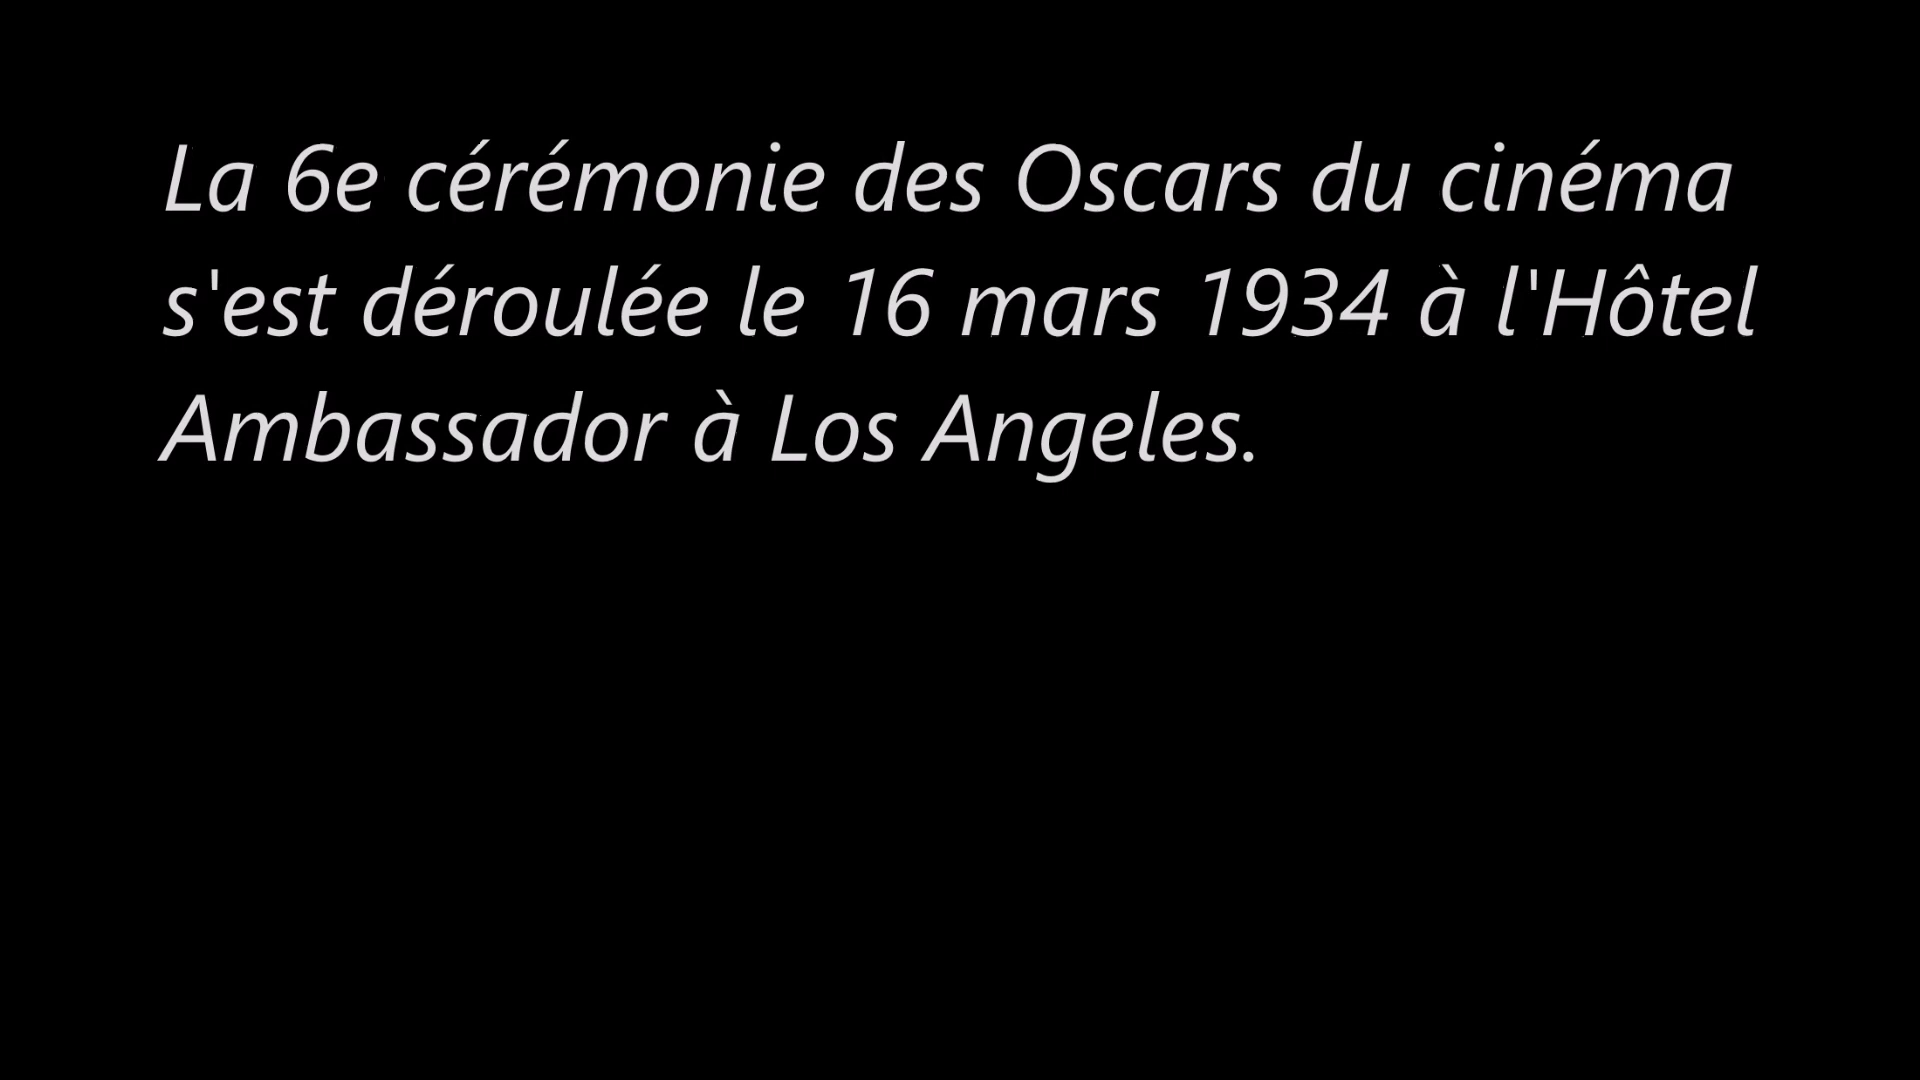 La 6e cérémonie des Oscars du cinéma
s'est déroulée le 16 mars 1934 à l'Hôtel
Ambassador à Los Angeles.